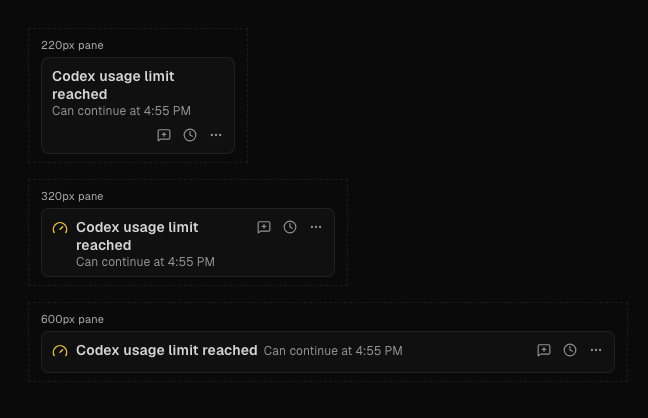 220px pane
Codex usage limit
reached
Can continue at 4:55 PM
320px pane
Codex usage limit
reached
Can continue at 4:55 PM
600px pane
Codex usage limit reached Can continue at 4:55 PM